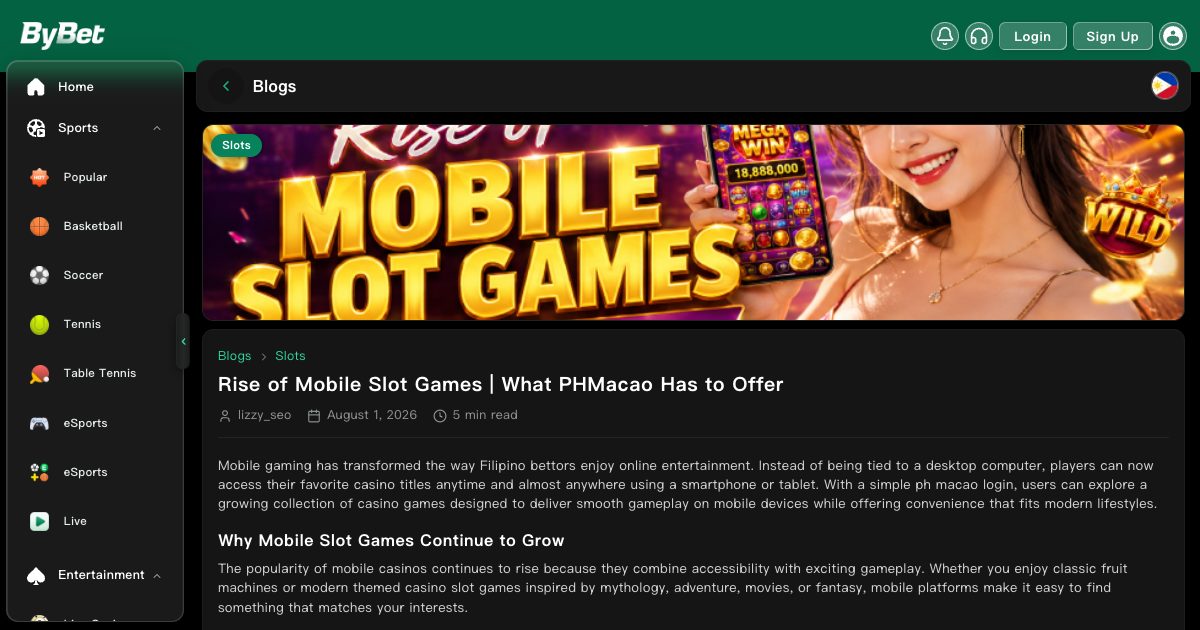 ByBet
Login
Sign Up
Home
Sports
Popular
Basketball
Soccer
Tennis
Table Tennis
eSports
eSports
Live
Entertainment
Blogs
Slots
Rise of
MOBILE
SLOT GAMES
MEGA
WIN
18,888,000
WILD
Blogs > Slots
Rise of Mobile Slot Games | What PHMacao Has to Offer
lizzy_seo August 1, 2026 5 min read
Mobile gaming has transformed the way Filipino bettors enjoy online entertainment. Instead of being tied to a desktop computer, players can now
access their favorite casino titles anytime and almost anywhere using a smartphone or tablet. With a simple ph macao login, users can explore a
growing collection of casino games designed to deliver smooth gameplay on mobile devices while offering convenience that fits modern lifestyles.
Why Mobile Slot Games Continue to Grow
The popularity of mobile casinos continues to rise because they combine accessibility with exciting gameplay. Whether you enjoy classic fruit
machines or modern themed casino slot games inspired by mythology, adventure, movies, or fantasy, mobile platforms make it easy to find
something that matches your interests.